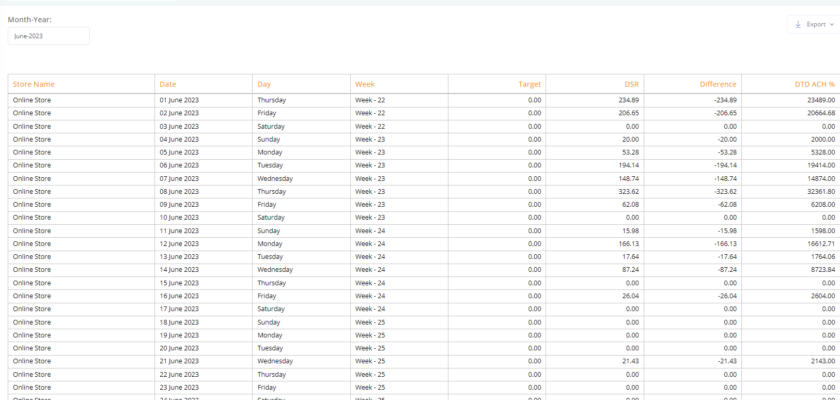 Month-Year:
June-2023
Export
Store Name Date Day Week Target DSR Difference DTD ACH %
Online Store 01 June 2023 Thursday Week - 22 0.00 234.89 -234.89 23489.00
Online Store 02 June 2023 Friday Week - 22 0.00 206.65 -206.65 20664.68
Online Store 03 June 2023 Saturday Week - 22 0.00 0.00 0.00 0.00
Online Store 04 June 2023 Sunday Week - 23 0.00 20.00 -20.00 2000.00
Online Store 05 June 2023 Monday Week - 23 0.00 53.28 -53.28 5328.00
Online Store 06 June 2023 Tuesday Week - 23 0.00 194.14 -194.14 19414.00
Online Store 07 June 2023 Wednesday Week - 23 0.00 148.74 -148.74 14874.00
Online Store 08 June 2023 Thursday Week - 23 0.00 323.62 -323.62 32361.80
Online Store 09 June 2023 Friday Week - 23 0.00 62.08 -62.08 6208.00
Online Store 10 June 2023 Saturday Week - 23 0.00 0.00 0.00 0.00
Online Store 11 June 2023 Sunday Week - 24 0.00 15.98 -15.98 1598.00
Online Store 12 June 2023 Monday Week - 24 0.00 166.13 -166.13 16612.71
Online Store 13 June 2023 Tuesday Week - 24 0.00 17.64 -17.64 1764.06
Online Store 14 June 2023 Wednesday Week - 24 0.00 87.24 -87.24 8723.84
Online Store 15 June 2023 Thursday Week - 24 0.00 0.00 0.00 0.00
Online Store 16 June 2023 Friday Week - 24 0.00 26.04 -26.04 2604.00
Online Store 17 June 2023 Saturday Week - 24 0.00 0.00 0.00 0.00
Online Store 18 June 2023 Sunday Week - 25 0.00 0.00 0.00 0.00
Online Store 19 June 2023 Monday Week - 25 0.00 0.00 0.00 0.00
Online Store 20 June 2023 Tuesday Week - 25 0.00 0.00 0.00 0.00
Online Store 21 June 2023 Wednesday Week - 25 0.00 21.43 -21.43 2143.00
Online Store 22 June 2023 Thursday Week - 25 0.00 0.00 0.00 0.00
Online Store 23 June 2023 Friday Week - 25 0.00 0.00 0.00 0.00